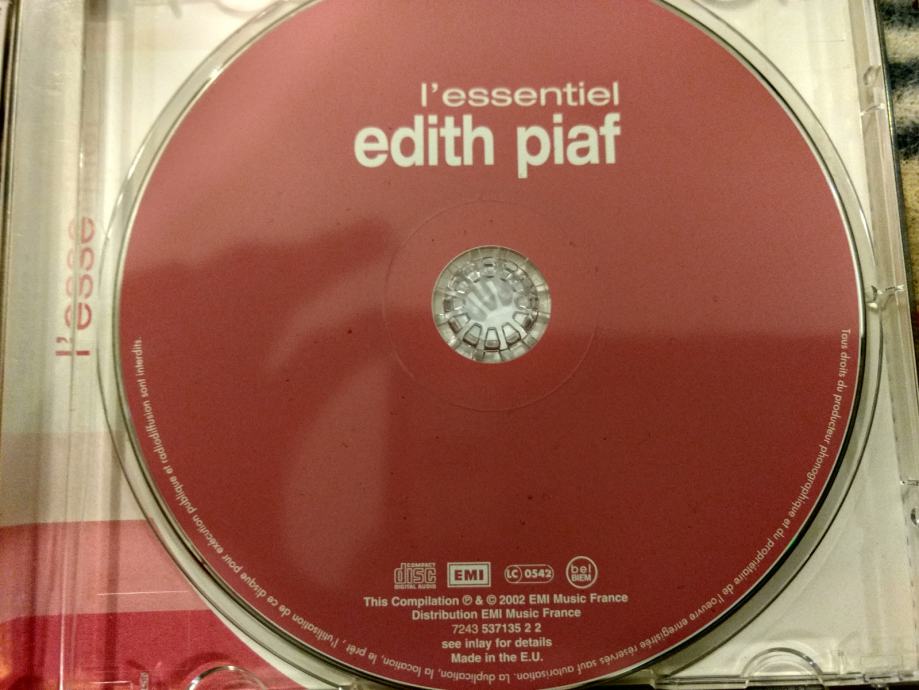 l'essentiel
edith piaf
l'esse
COMPACT
disc
DIGITAL AUDIO
EMI
LC 0542
bel
BIEM
This Compilation ℗ & © 2002 EMI Music France
Distribution EMI Music France
7243 537135 2 2
see inlay for details
Made in the E.U.
Tous droits du producteur phonographique et du propriétaire de l'oeuvre enregistrée réservés sauf autorisation. La duplication, la location, le prêt, l'utilisation de ce disque pour exécution publique et radiodiffusion sont interdits.